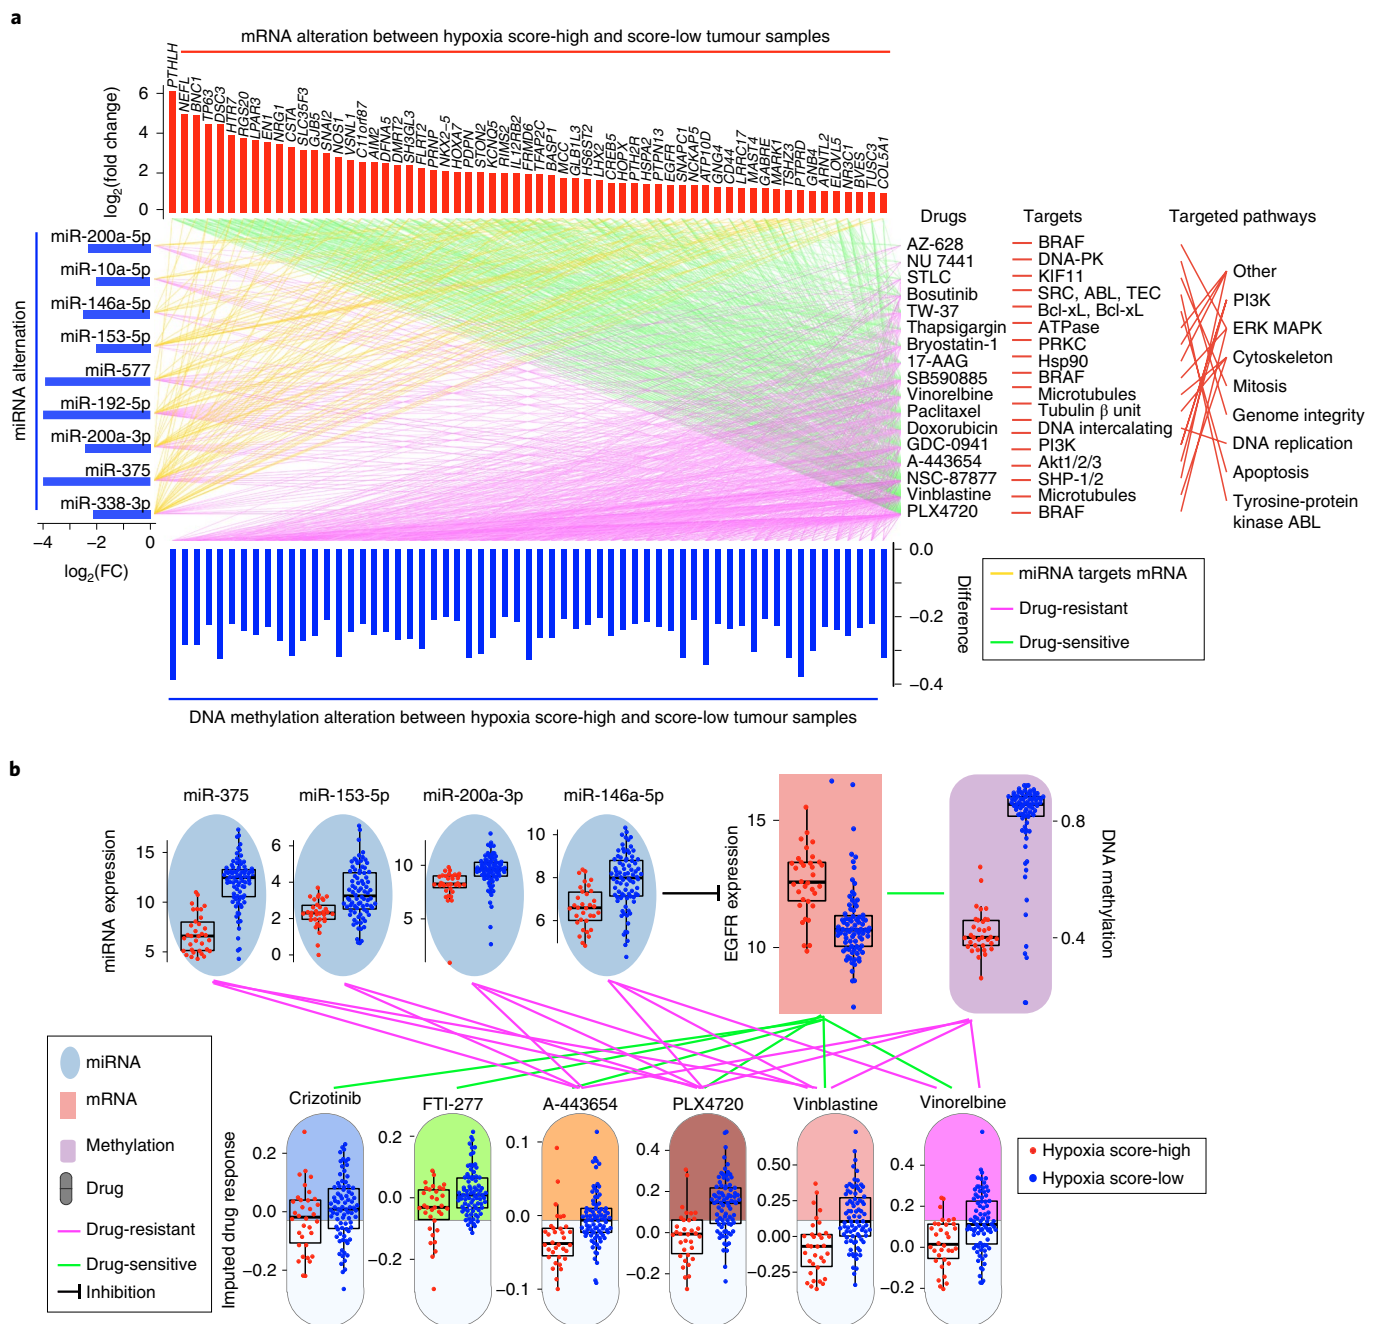 a
mRNA alteration between hypoxia score-high and score-low tumour samples
log2(fold change)
6
4
2
0
PTHLH
NEFL
BNC1
TP63
DSC3
HTR7
RGS20
LPAR3
EN1
NRG1
CSTA
SLC35F3
GJB5
SNAI2
NOS1
VSNL1
C11orf87
AIM2
DFNA5
DMRT2
SH3GL3
FLRT2
PRNP
NKX2-5
HOXA7
PDPN
STON2
KCNQ5
RIMS2
IL12RB2
FRMD6
TFAP2C
BASP1
MCC
GLB1L3
HS6ST2
LHX2
CREB5
HOPX
PTH2R
HSPA2
PTPN13
EGFR
SNAPC1
NCKAP5
ATP10D
GNG4
CD44
LRRC17
MAST4
GABRE
MARK1
TSHZ3
PTPRD
GNB4
ARNTL2
ELOVL5
NR3C1
BVES
TUSC3
COL5A1
miRNA alternation
miR-200a-5p
miR-10a-5p
miR-146a-5p
miR-153-5p
miR-577
miR-192-5p
miR-200a-3p
miR-375
miR-338-3p
−4 −2 0
log2(FC)
Drugs Targets Targeted pathways
AZ-628 BRAF
NU 7441 DNA-PK
STLC KIF11
Bosutinib SRC, ABL, TEC
TW-37 Bcl-xL, Bcl-xL
Thapsigargin ATPase
Bryostatin-1 PRKC
17-AAG Hsp90
SB590885 BRAF
Vinorelbine Microtubules
Paclitaxel Tubulin β unit
Doxorubicin DNA intercalating
GDC-0941 PI3K
A-443654 Akt1/2/3
NSC-87877 SHP-1/2
Vinblastine Microtubules
PLX4720 BRAF
Other
PI3K
ERK MAPK
Cytoskeleton
Mitosis
Genome integrity
DNA replication
Apoptosis
Tyrosine-protein
kinase ABL
0.0
−0.2
−0.4
Difference
miRNA targets mRNA
Drug-resistant
Drug-sensitive
DNA methylation alteration between hypoxia score-high and score-low tumour samples
b
miR-375 miR-153-5p miR-200a-3p miR-146a-5p
miRNA expression
15
10
5
6
4
2
0
10
5
10
8
6
EGFR expression
15
10
0.8
0.4
DNA methylation
miRNA
mRNA
Methylation
Drug
Drug-resistant
Drug-sensitive
Inhibition
Crizotinib FTI-277 A-443654 PLX4720 Vinblastine Vinorelbine
Imputed drug response
0.2
0.0
−0.2
0.2
0.0
−0.2
0.1
0.0
−0.1
0.4
0.2
0.0
−0.2
0.50
0.25
0.00
−0.25
0.4
0.2
0.0
−0.2
Hypoxia score-high
Hypoxia score-low